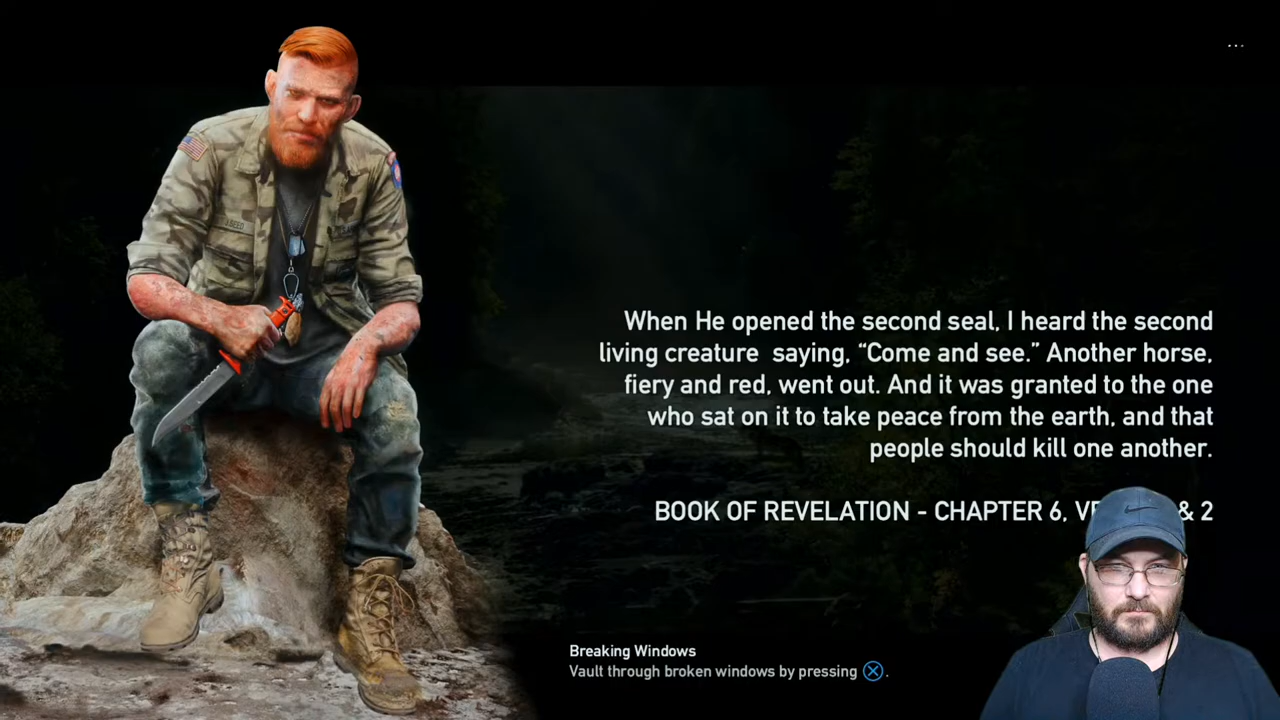 ...
J.SEED
When He opened the second seal, I heard the second
living creature saying, “Come and see.” Another horse,
fiery and red, went out. And it was granted to the one
who sat on it to take peace from the earth, and that
people should kill one another.
BOOK OF REVELATION - CHAPTER 6, & 2
Breaking Windows
Vault through broken windows by pressing Ⓧ.